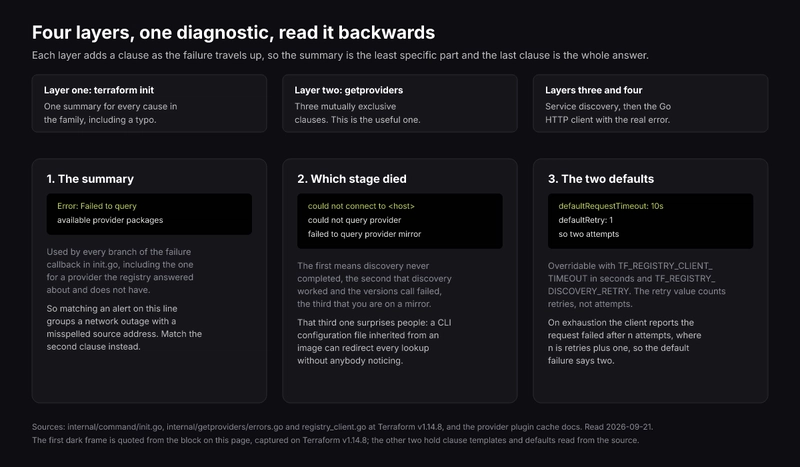 Four layers, one diagnostic, read it backwards
Each layer adds a clause as the failure travels up, so the summary is the least specific part and the last clause is the whole answer.
Layer one: terraform init
One summary for every cause in
the family, including a typo.
Layer two: getproviders
Three mutually exclusive
clauses. This is the useful one.
Layers three and four
Service discovery, then the Go
HTTP client with the real error.
1. The summary
Error: Failed to query
available provider packages
Used by every branch of the failure
callback in init.go, including the one
for a provider the registry answered
about and does not have.
So matching an alert on this line
groups a network outage with a
misspelled source address. Match the
second clause instead.
2. Which stage died
could not connect to <host>
could not query provider
failed to query provider mirror
The first means discovery never
completed, the second that discovery
worked and the versions call failed,
the third that you are on a mirror.
That third one surprises people: a CLI
configuration file inherited from an
image can redirect every lookup
without anybody noticing.
3. The two defaults
defaultRequestTimeout: 10s
defaultRetry: 1
so two attempts
Overridable with TF_REGISTRY_CLIENT_
TIMEOUT in seconds and TF_REGISTRY_
DISCOVERY_RETRY. The retry value counts
retries, not attempts.
On exhaustion the client reports the
request failed after n attempts, where
n is retries plus one, so the default
failure says two.
Sources: internal/command/init.go, internal/getproviders/errors.go and registry_client.go at Terraform v1.14.8, and the provider plugin cache docs. Read 2026-09-21.
The first dark frame is quoted from the block on this page, captured on Terraform v1.14.8; the other two hold clause templates and defaults read from the source.